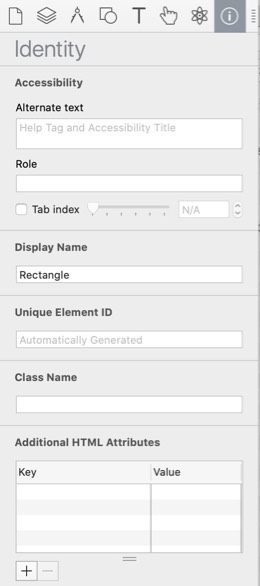 Identity
Accessibility
Alternate text
Help Tag and Accessibility Title
Role
Tab index N/A
Display Name
Rectangle
Unique Element ID
Automatically Generated
Class Name
Additional HTML Attributes
Key Value